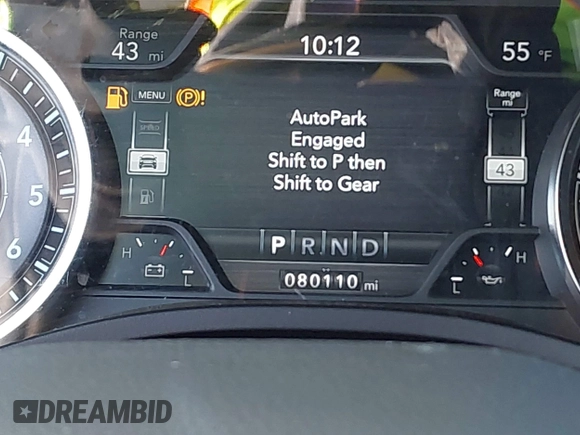 Range
43 mi
10:12
55 °F
MENU
(P)!
Range
mi
AutoPark
Engaged
Shift to P then
Shift to Gear
43
4
5
6
P R N D
H
L
080110 mi
H
L
DREAMBID